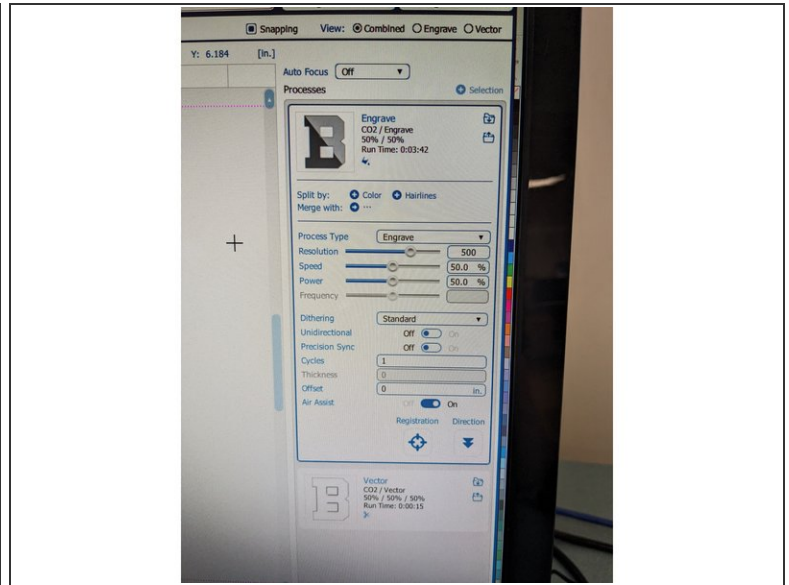 Snapping View: Combined Engrave Vector
Y: 6.184 [in.]
Auto Focus Off
Processes Selection
Engrave
CO2 / Engrave
50% / 50%
Run Time: 0:03:42
Split by: Color Hairlines
Merge with: ...
Process Type Engrave
Resolution 500
Speed 50.0 %
Power 50.0 %
Frequency
Dithering Standard
Unidirectional Off On
Precision Sync Off On
Cycles 1
Thickness 0
Offset 0 in.
Air Assist Off On
Registration Direction
Vector
CO2 / Vector
50% / 50% / 50%
Run Time: 0:00:15